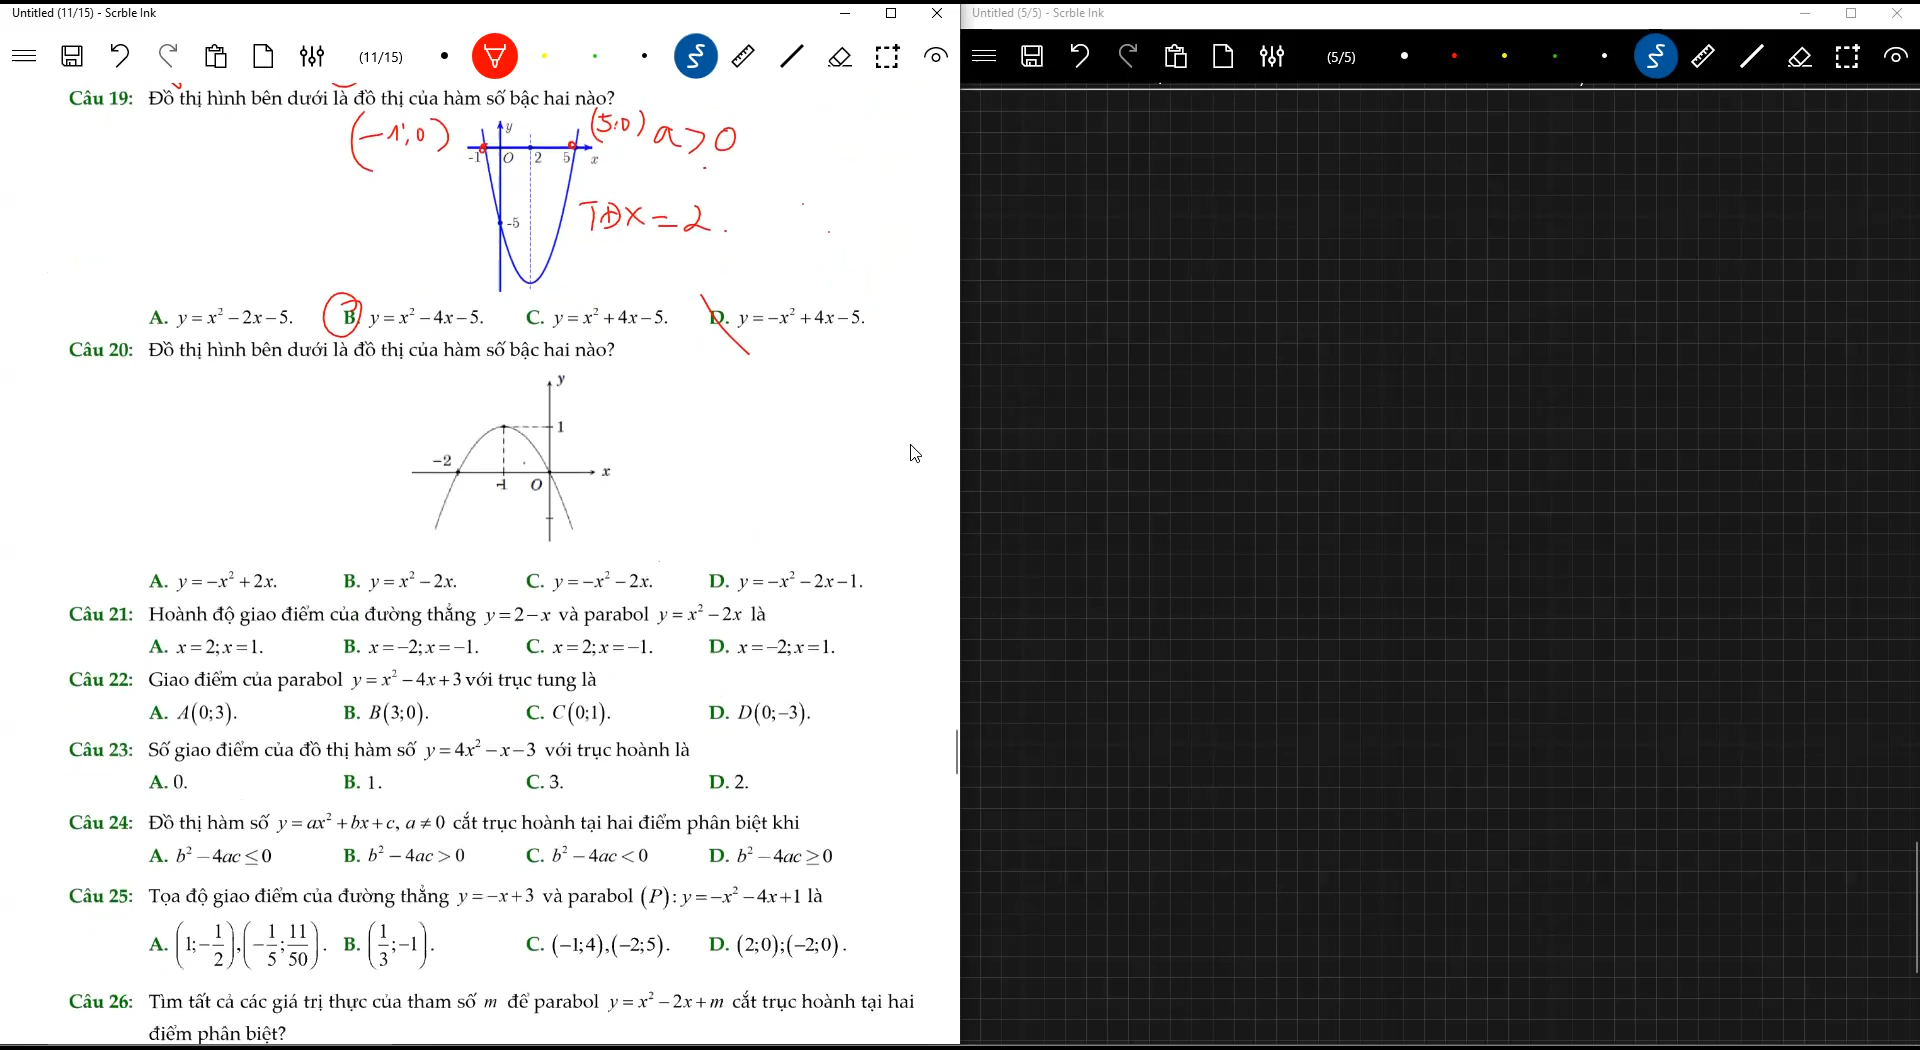 Untitled (11/15) - Scrble Ink
Untitled (5/5) - Scrble Ink
(11/15)
(5/5)
Câu 19: Đồ thị hình bên dưới là đồ thị của hàm số bậc hai nào?
(-1;0)
(5;0) a > 0
y
-1 O 2 5 x
-5
TĐX = 2.
A. y = x² − 2x − 5. B. y = x² − 4x − 5. C. y = x² + 4x − 5. D. y = −x² + 4x − 5.
Câu 20: Đồ thị hình bên dưới là đồ thị của hàm số bậc hai nào?
y
1
−2
x
-1 O
A. y = −x² + 2x. B. y = x² − 2x. C. y = −x² − 2x. D. y = −x² − 2x − 1.
Câu 21: Hoành độ giao điểm của đường thẳng y = 2 − x và parabol y = x² − 2x là
A. x = 2; x = 1. B. x = −2; x = −1. C. x = 2; x = −1. D. x = −2; x = 1.
Câu 22: Giao điểm của parabol y = x² − 4x + 3 với trục tung là
A. A(0;3). B. B(3;0). C. C(0;1). D. D(0;−3).
Câu 23: Số giao điểm của đồ thị hàm số y = 4x² − x − 3 với trục hoành là
A. 0. B. 1. C. 3. D. 2.
Câu 24: Đồ thị hàm số y = ax² + bx + c, a ≠ 0 cắt trục hoành tại hai điểm phân biệt khi
A. b² − 4ac ≤ 0 B. b² − 4ac > 0 C. b² − 4ac < 0 D. b² − 4ac ≥ 0
Câu 25: Tọa độ giao điểm của đường thẳng y = −x + 3 và parabol (P): y = −x² − 4x + 1 là
A. (1; −1/2), (−1/5; 11/50). B. (1/3; −1). C. (−1;4),(−2;5). D. (2;0);(−2;0).
Câu 26: Tìm tất cả các giá trị thực của tham số m để parabol y = x² − 2x + m cắt trục hoành tại hai
điểm phân biệt?